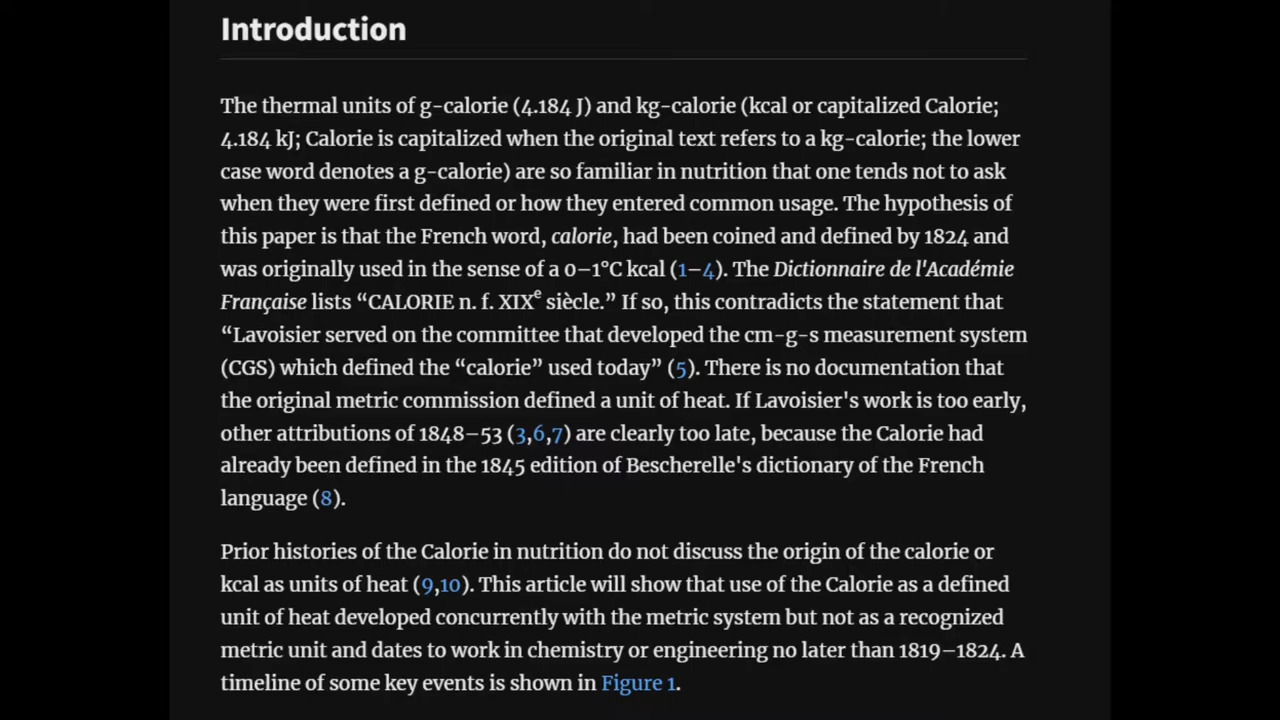 Introduction
The thermal units of g-calorie (4.184 J) and kg-calorie (kcal or capitalized Calorie;
4.184 kJ; Calorie is capitalized when the original text refers to a kg-calorie; the lower
case word denotes a g-calorie) are so familiar in nutrition that one tends not to ask
when they were first defined or how they entered common usage. The hypothesis of
this paper is that the French word, calorie, had been coined and defined by 1824 and
was originally used in the sense of a 0–1°C kcal (1–4). The Dictionnaire de l'Académie
Française lists “CALORIE n. f. XIXe siècle.” If so, this contradicts the statement that
“Lavoisier served on the committee that developed the cm-g-s measurement system
(CGS) which defined the “calorie” used today” (5). There is no documentation that
the original metric commission defined a unit of heat. If Lavoisier's work is too early,
other attributions of 1848–53 (3,6,7) are clearly too late, because the Calorie had
already been defined in the 1845 edition of Bescherelle's dictionary of the French
language (8).
Prior histories of the Calorie in nutrition do not discuss the origin of the calorie or
kcal as units of heat (9,10). This article will show that use of the Calorie as a defined
unit of heat developed concurrently with the metric system but not as a recognized
metric unit and dates to work in chemistry or engineering no later than 1819–1824. A
timeline of some key events is shown in Figure 1.